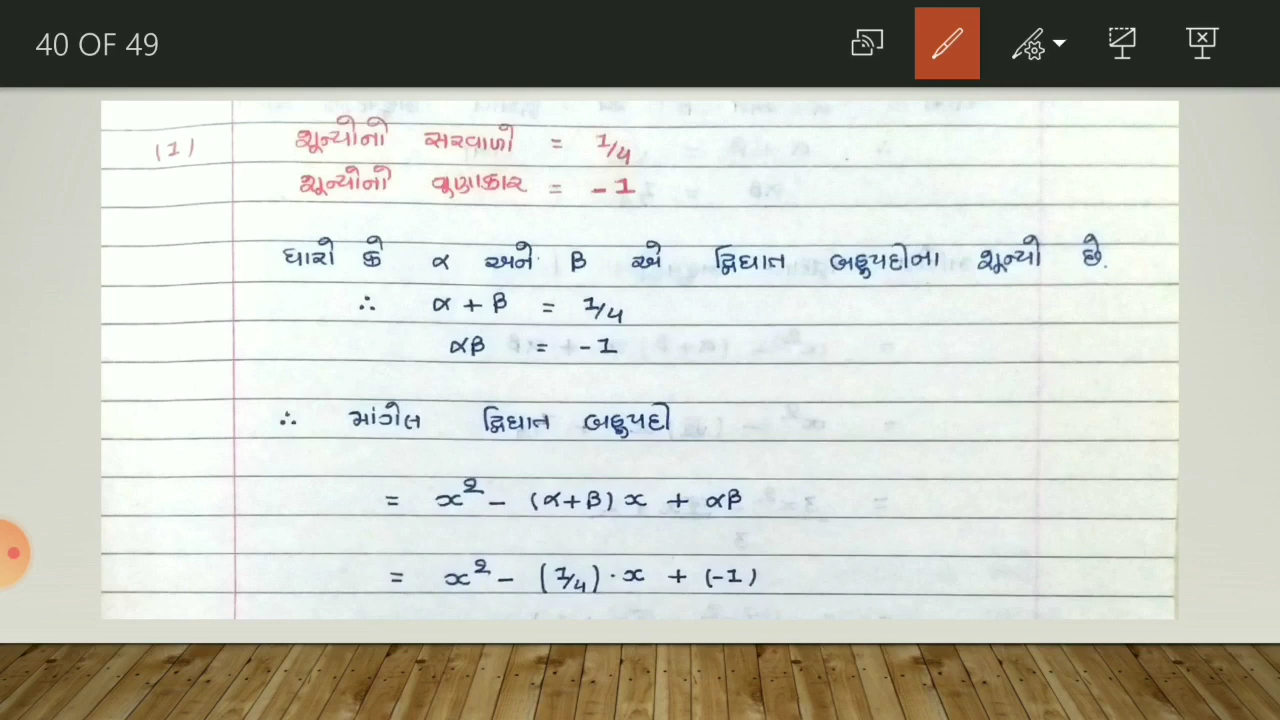 40 OF 49
(1) શૂન્યોનો સરવાળો = 1/4
શૂન્યોનો ગુણાકાર = -1
ધારો કે α અને β એ દ્વિઘાત બહુપદીના શૂન્યો છે.
∴ α + β = 1/4
αβ = -1
∴ માંગેલ દ્વિઘાત બહુપદી
= x² - (α+β) x + αβ
= x² - (1/4) · x + (-1)